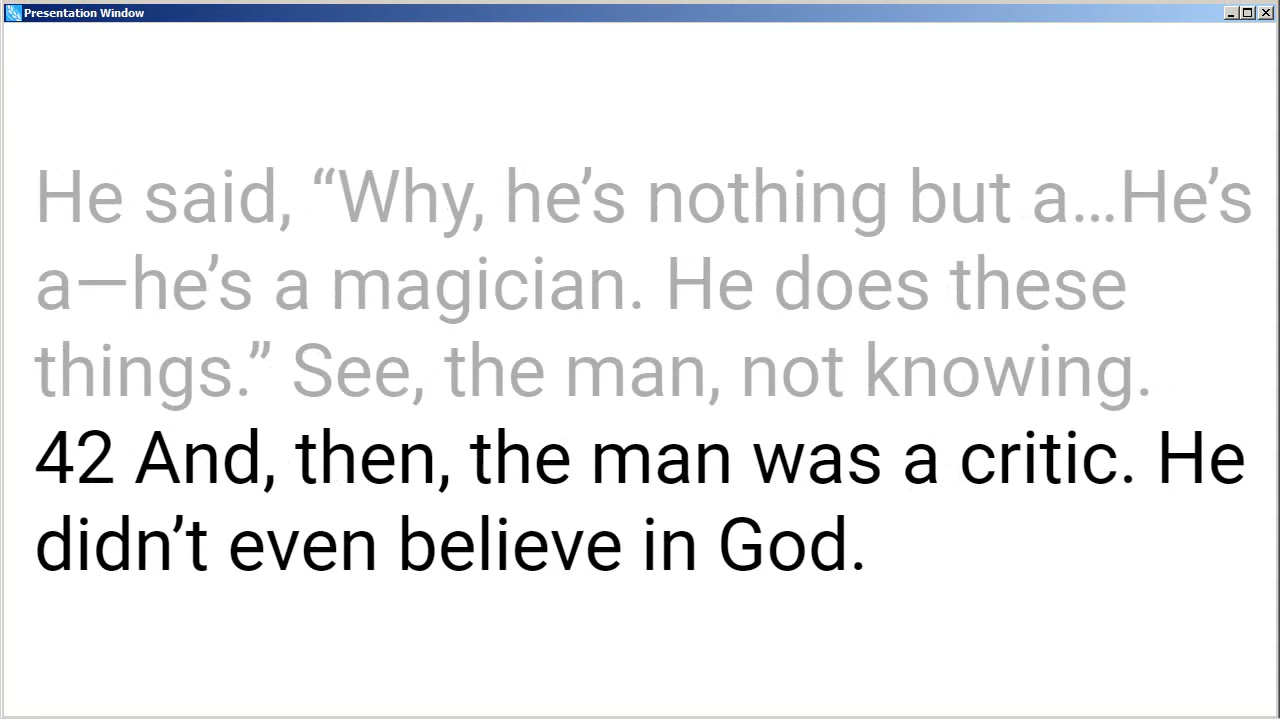 Presentation Window
He said, “Why, he’s nothing but a…He’s
a—he’s a magician. He does these
things.” See, the man, not knowing.
42 And, then, the man was a critic. He
didn’t even believe in God.